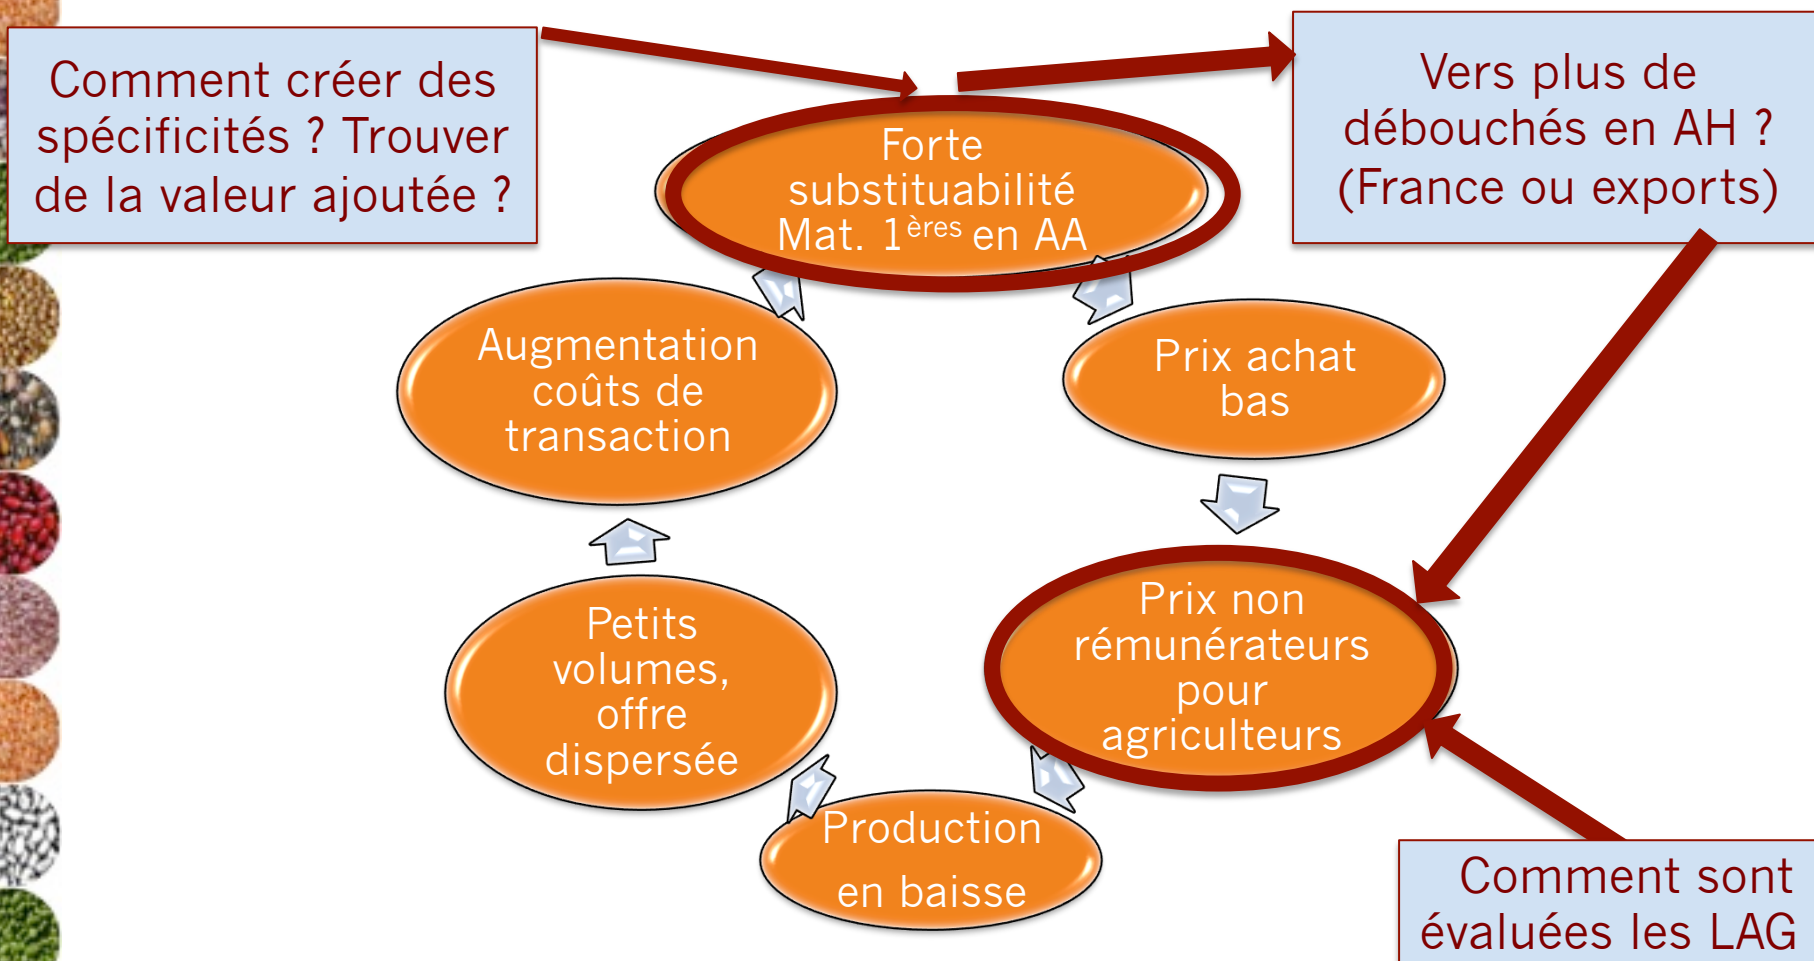 Comment créer des
spécificités ? Trouver
de la valeur ajoutée ?
Forte
substituabilité
Mat. 1ères en AA
Vers plus de
débouchés en AH ?
(France ou exports)
Augmentation
coûts de
transaction
Prix achat
bas
Petits
volumes,
offre
dispersée
Prix non
rémunérateurs
pour
agriculteurs
Production
en baisse
Comment sont
évaluées les LAG